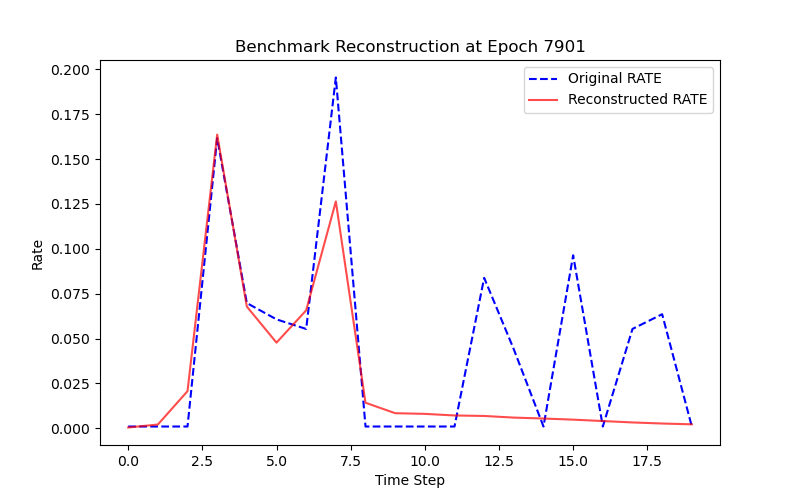 Benchmark Reconstruction at Epoch 7901
Original RATE
Reconstructed RATE
Rate
0.200
0.175
0.150
0.125
0.100
0.075
0.050
0.025
0.000
0.0 2.5 5.0 7.5 10.0 12.5 15.0 17.5
Time Step